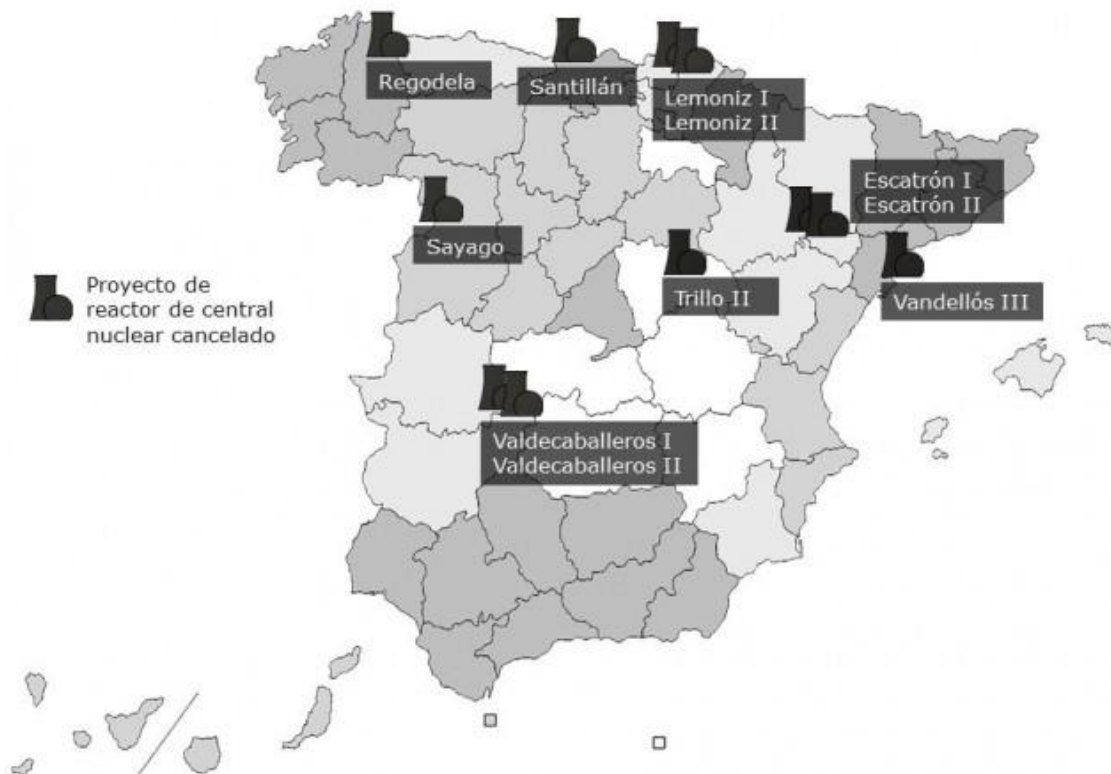 Regodela
Santillán
Lemoniz I
Lemoniz II
Escatrón I
Escatrón II
Sayago
Trillo II
Vandellós III
Proyecto de
reactor de central
nuclear cancelado
Valdecaballeros I
Valdecaballeros II